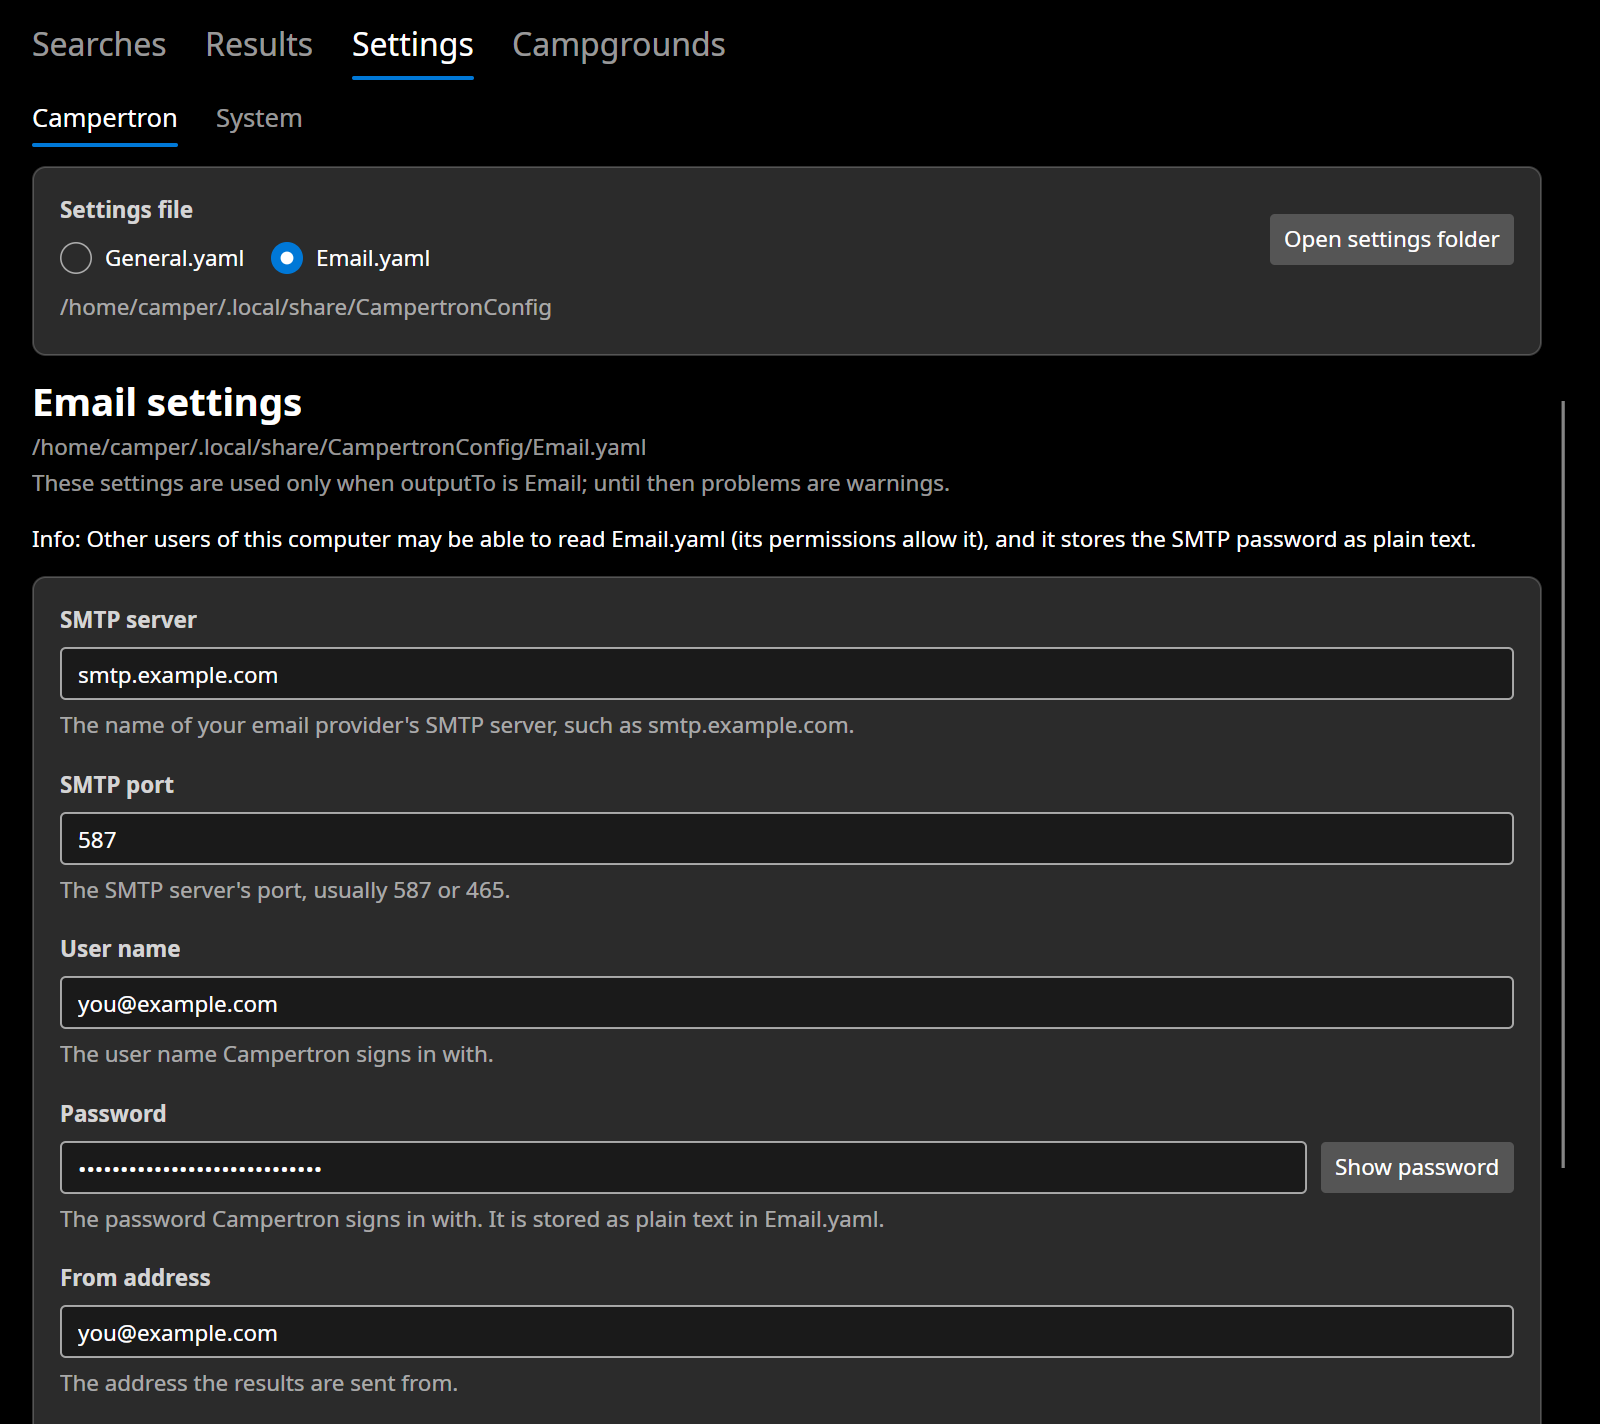 Searches Results Settings Campgrounds
Campertron System
Settings file
General.yaml Email.yaml
Open settings folder
/home/camper/.local/share/CampertronConfig
Email settings
/home/camper/.local/share/CampertronConfig/Email.yaml
These settings are used only when outputTo is Email; until then problems are warnings.
Info: Other users of this computer may be able to read Email.yaml (its permissions allow it), and it stores the SMTP password as plain text.
SMTP server
smtp.example.com
The name of your email provider's SMTP server, such as smtp.example.com.
SMTP port
587
The SMTP server's port, usually 587 or 465.
User name
you@example.com
The user name Campertron signs in with.
Password
•••••••••••••••••••••••••••••
Show password
The password Campertron signs in with. It is stored as plain text in Email.yaml.
From address
you@example.com
The address the results are sent from.